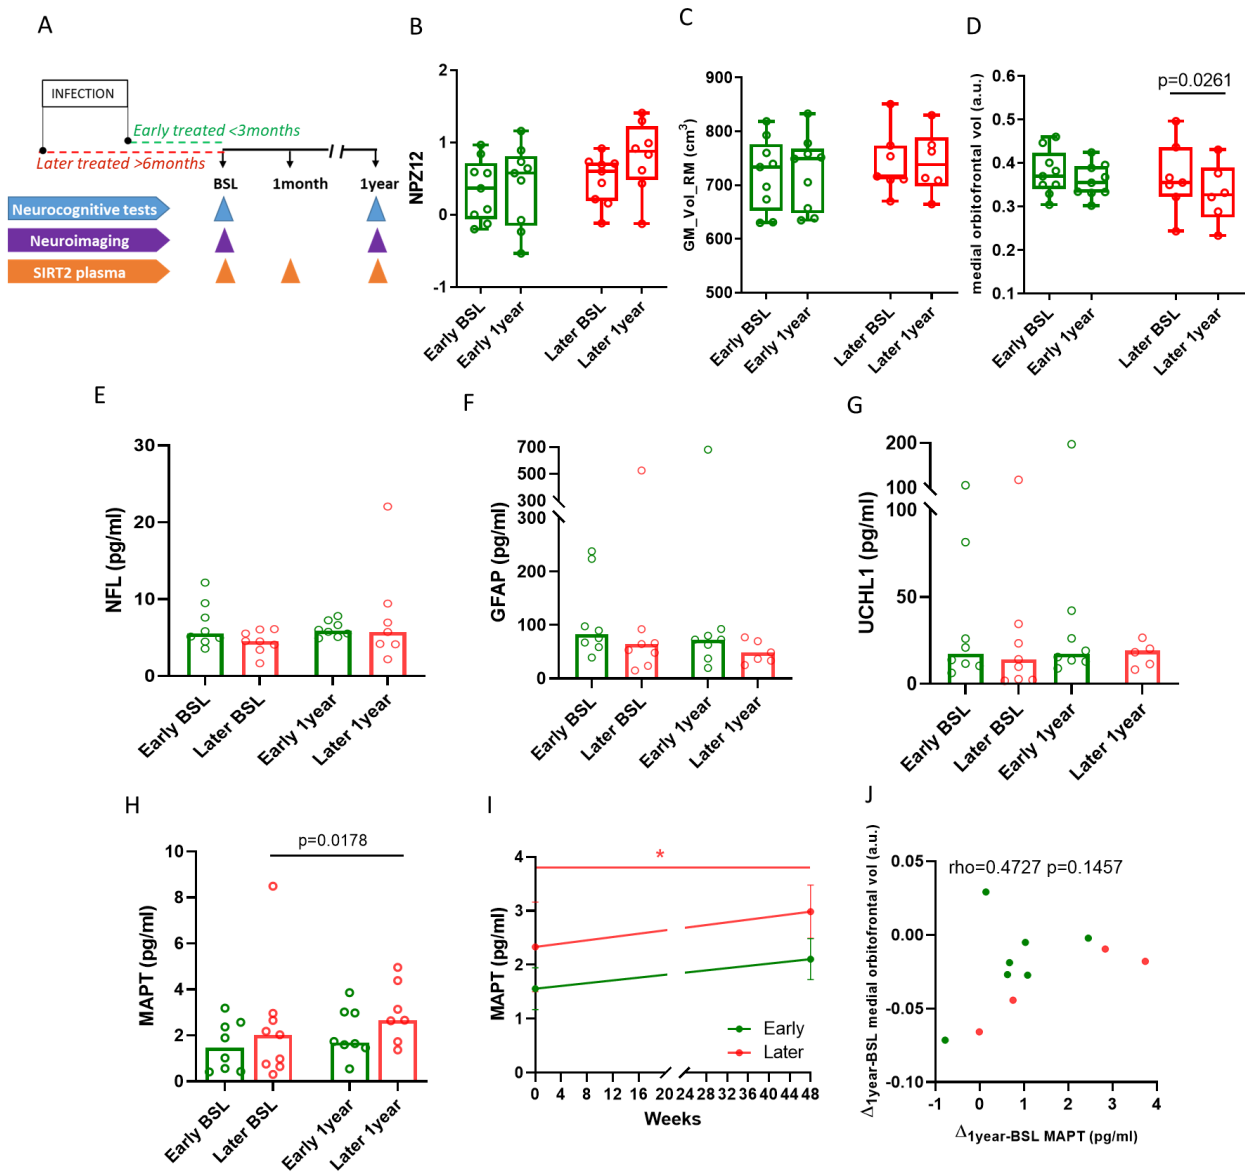 A
INFECTION
Early treated <3months
Later treated >6months
BSL
1month
1year
Neurocognitive tests
Neuroimaging
SIRT2 plasma
B
NPZ12
2
1
0
-1
Early BSL
Early 1year
Later BSL
Later 1year
C
GM_Vol_RM (cm³)
900
800
700
600
500
Early BSL
Early 1year
Later BSL
Later 1year
D
medial orbitofrontal vol (a.u.)
0.6
0.5
0.4
0.3
0.2
0.1
p=0.0261
Early BSL
Early 1year
Later BSL
Later 1year
E
NFL (pg/ml)
30
20
10
0
Early BSL
Later BSL
Early 1year
Later 1year
F
GFAP (pg/ml)
700
500
300
300
200
100
0
Early BSL
Later BSL
Early 1year
Later 1year
G
UCHL1 (pg/ml)
200
100
100
50
0
Early BSL
Later BSL
Early 1year
Later 1year
H
MAPT (pg/ml)
10
8
6
4
2
0
p=0.0178
Early BSL
Later BSL
Early 1year
Later 1year
I
MAPT (pg/ml)
4
3
2
1
0
*
Early
Later
0 4 8 12 16 20 24 28 32 36 40 44 48
Weeks
J
Δ1year-BSL medial orbitofrontal vol (a.u.)
0.05
0.00
-0.05
-0.10
rho=0.4727 p=0.1457
-1 0 1 2 3 4
Δ1year-BSL MAPT (pg/ml)